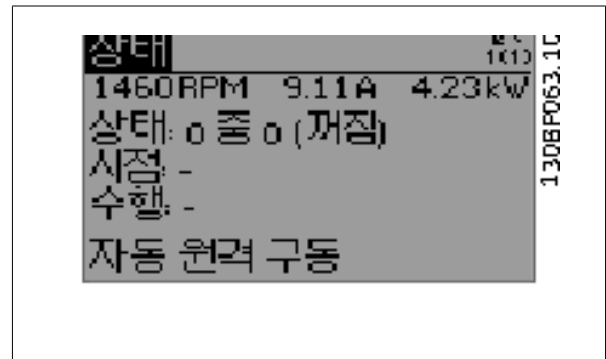 상태
1(1)
1460RPM 9.11A 4.23kW
상태: 0 줄 0 (꺼짐)
시점: -
수행: -
자동 원격 구동
130BP063.10